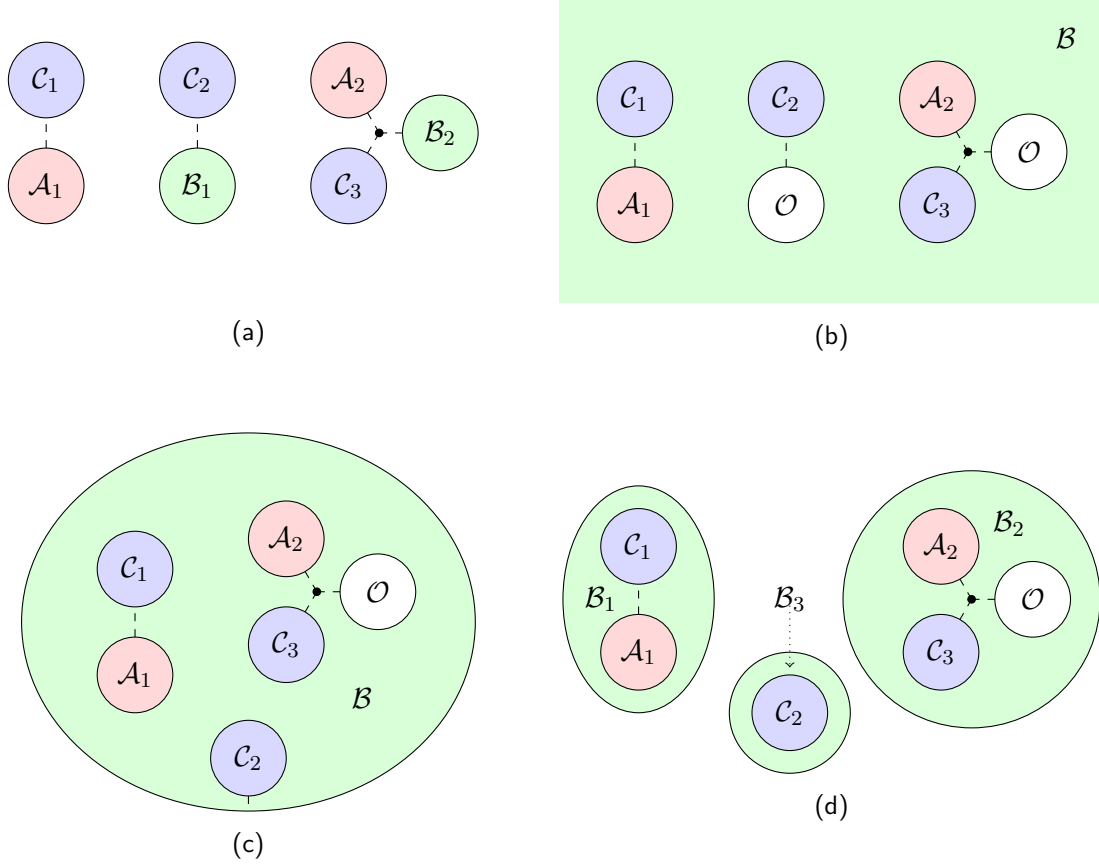 𝒞₁ 𝒞₂ 𝒜₂
ℬ₂
𝒜₁ ℬ₁ 𝒞₃
(a)
ℬ
𝒞₁ 𝒞₂ 𝒜₂
𝒪
𝒜₁ 𝒪 𝒞₃
(b)
𝒜₂
𝒞₁
𝒪
𝒞₃
𝒜₁
ℬ
𝒞₂
(c)
ℬ₂
𝒞₁ 𝒜₂
ℬ₁ ℬ₃ 𝒪
𝒜₁ 𝒞₃
𝒞₂
(d)